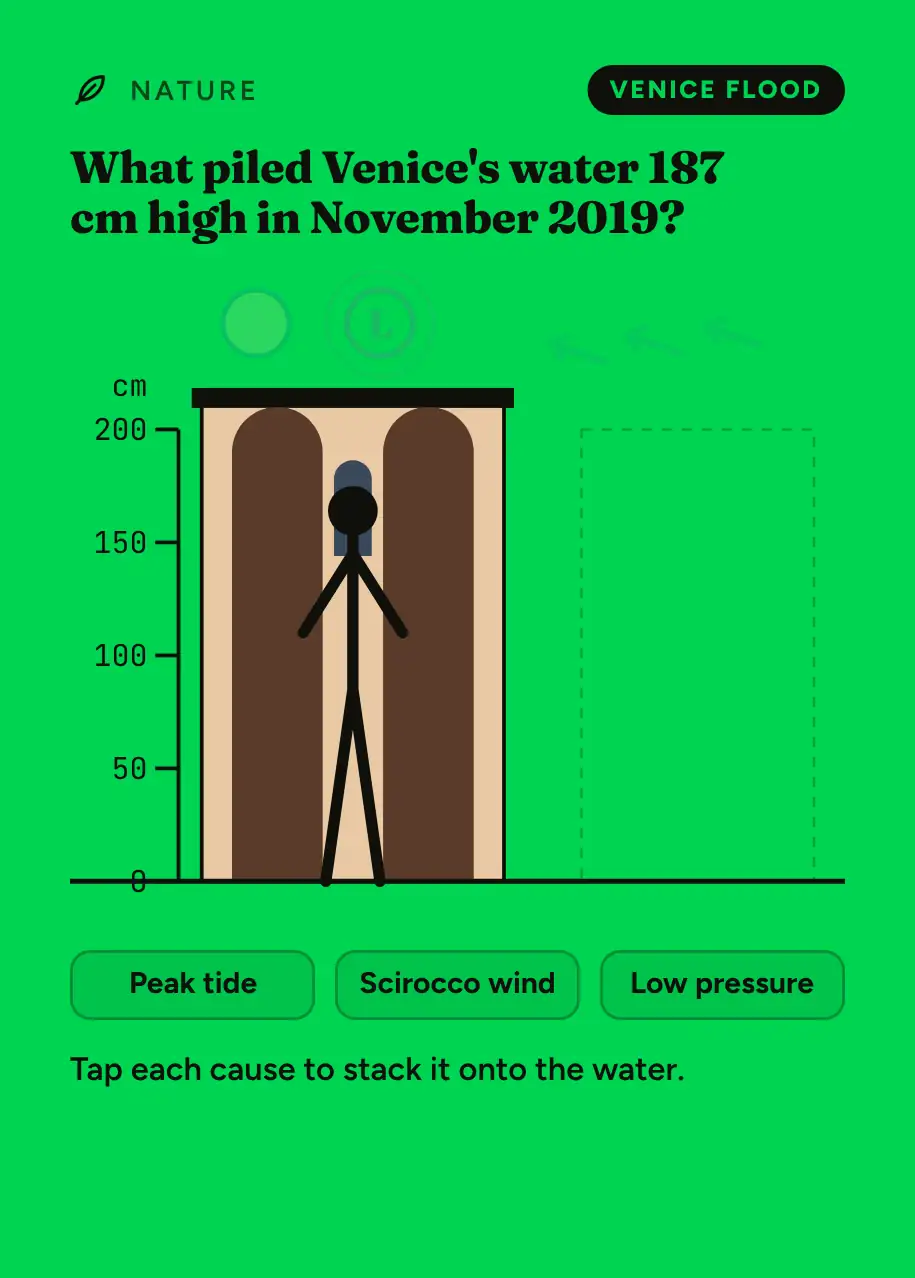 NATURE
VENICE FLOOD
What piled Venice's water 187
cm high in November 2019?
L
cm
200
150
100
50
0
Peak tide
Scirocco wind
Low pressure
Tap each cause to stack it onto the water.